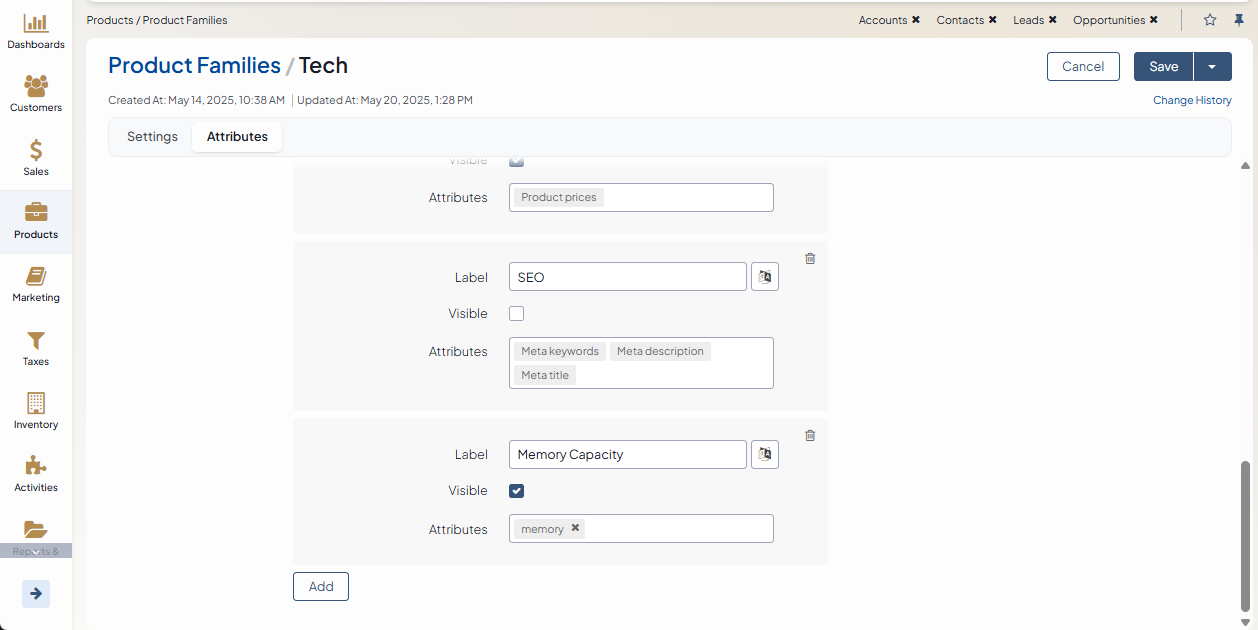 Dashboards
Customers
Sales
Products
Marketing
Taxes
Inventory
Activities
Reports &
Products / Product Families
Accounts ✖ Contacts ✖ Leads ✖ Opportunities ✖
Product Families / Tech
Cancel Save
Created At: May 14, 2025, 10:38 AM | Updated At: May 20, 2025, 1:28 PM
Change History
Settings Attributes
Visible
Attributes Product prices
Label SEO
Visible
Attributes Meta keywords Meta description
Meta title
Label Memory Capacity
Visible
Attributes memory ✖
Add